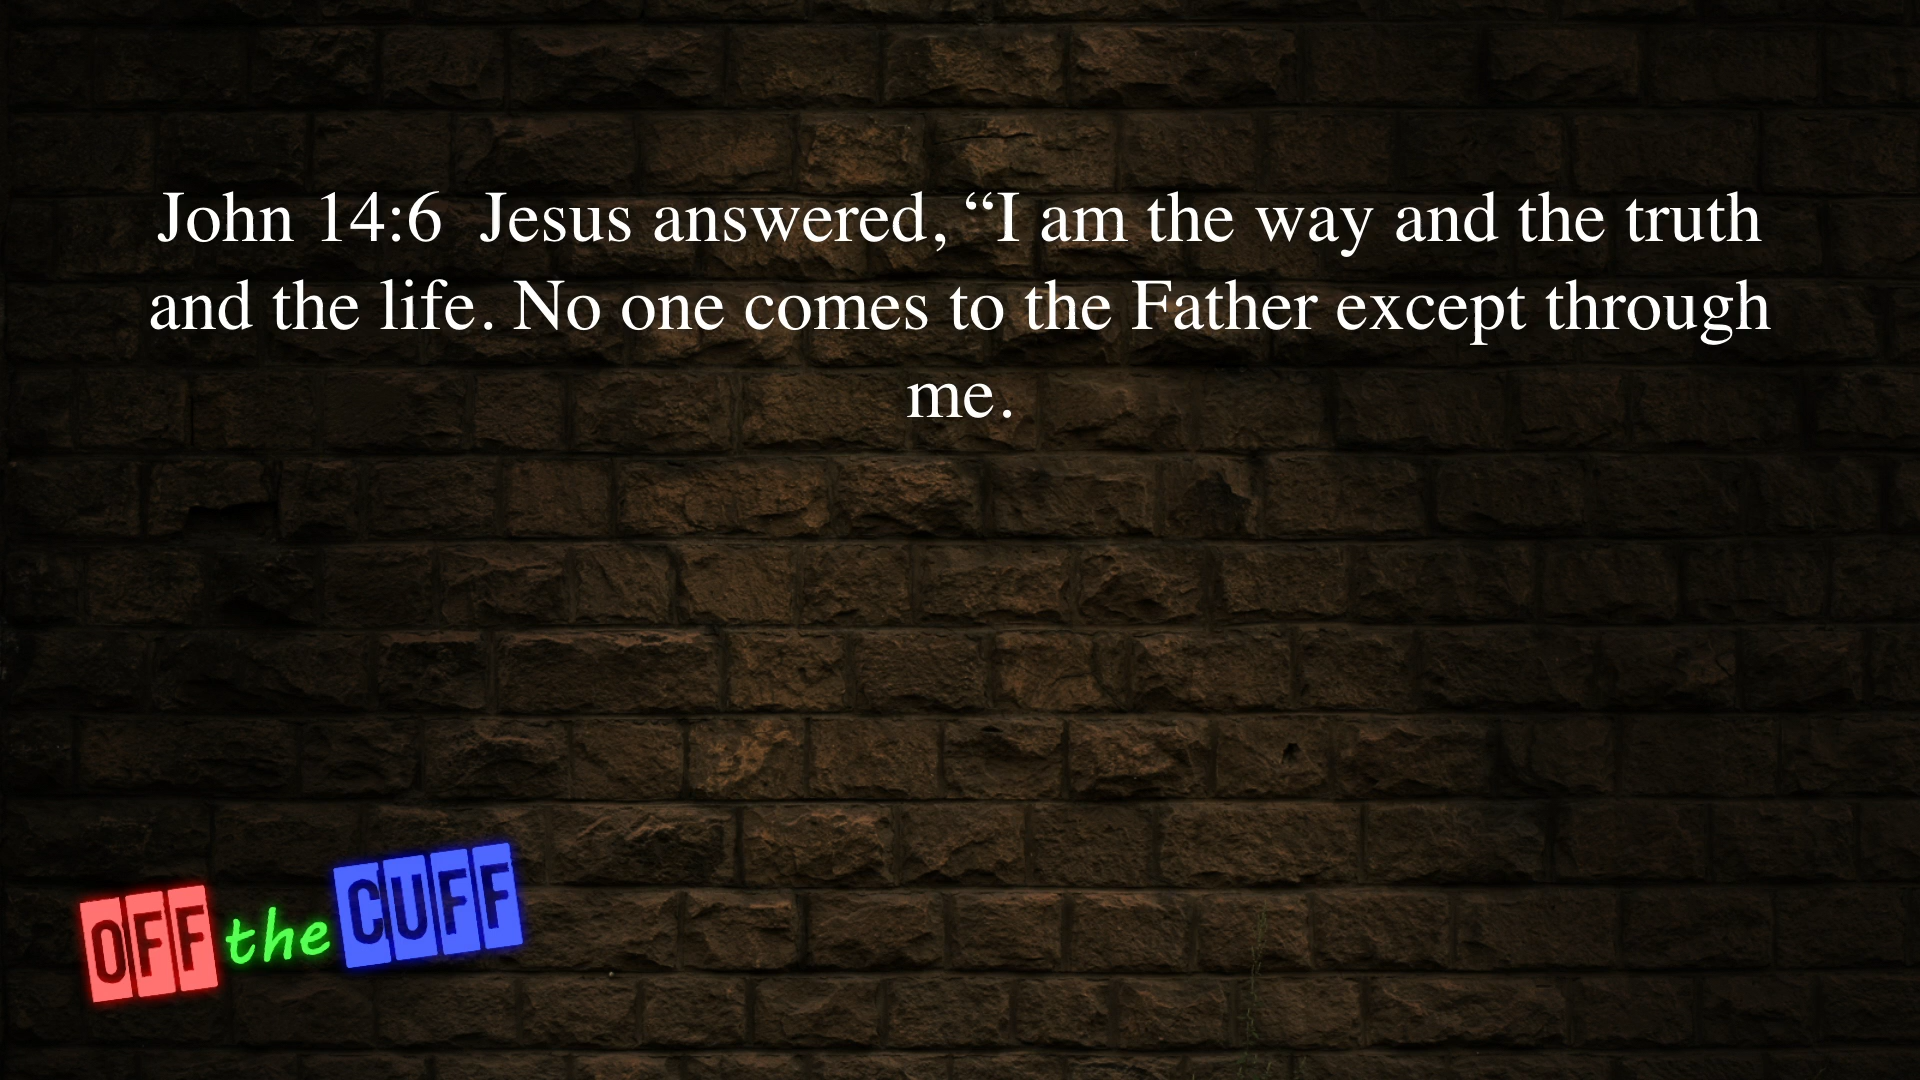 John 14:6  Jesus answered, “I am the way and the truth
and the life. No one comes to the Father except through
me.
OFF the CUFF